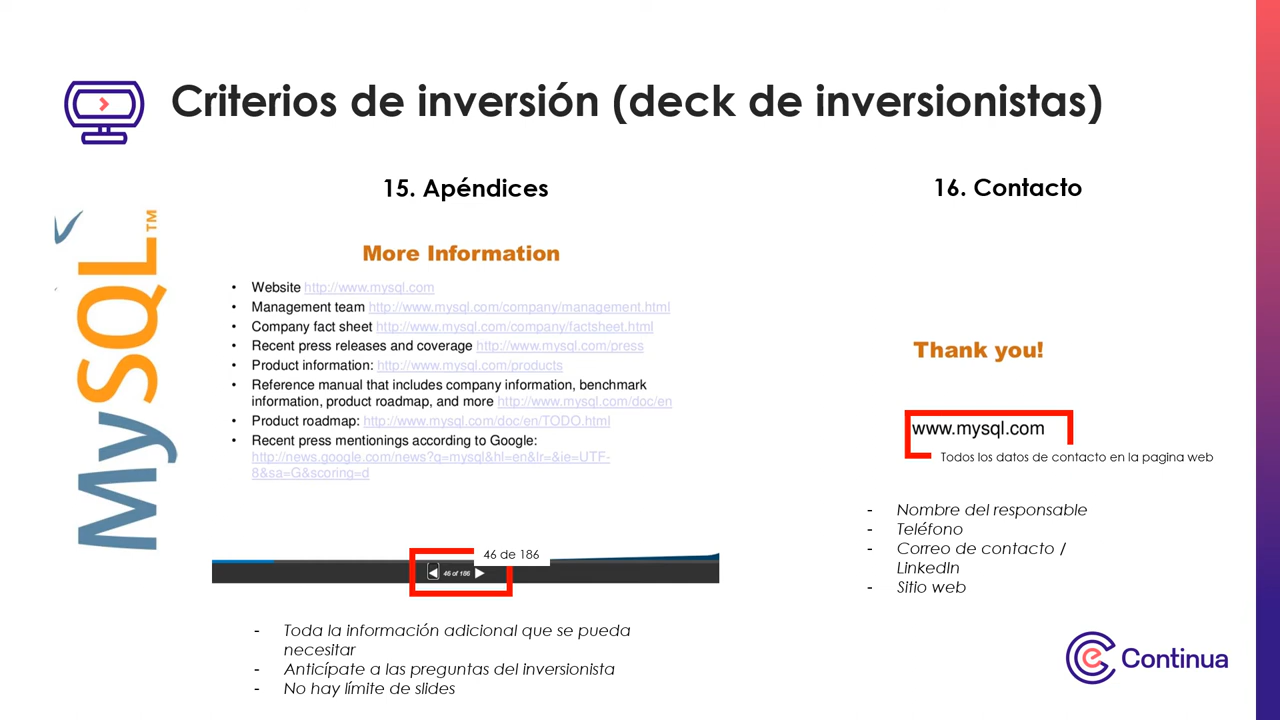 Criterios de inversión (deck de inversionistas)
15. Apéndices
MySQL™
More Information
• Website http://www.mysql.com
• Management team http://www.mysql.com/company/management.html
• Company fact sheet http://www.mysql.com/company/factsheet.html
• Recent press releases and coverage http://www.mysql.com/press
• Product information: http://www.mysql.com/products
• Reference manual that includes company information, benchmark
information, product roadmap, and more http://www.mysql.com/doc/en
• Product roadmap: http://www.mysql.com/doc/en/TODO.html
• Recent press mentionings according to Google:
http://news.google.com/news?q=mysql&hl=en&lr=&ie=UTF-
8&sa=G&scoring=d
46 de 186
46 of 186
- Toda la información adicional que se pueda
necesitar
- Anticípate a las preguntas del inversionista
- No hay límite de slides
16. Contacto
Thank you!
www.mysql.com
Todos los datos de contacto en la pagina web
- Nombre del responsable
- Teléfono
- Correo de contacto /
LinkedIn
- Sitio web
Continua